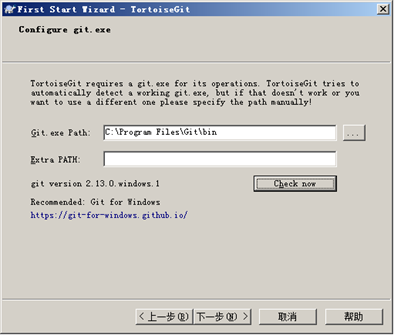 First Start Wizard - TortoiseGit
Configure git.exe
TortoiseGit requires a git.exe for its operations. TortoiseGit tries to
automatically detect a working git.exe, but if that doesn't work or you
want to use a different one please specify the path manually!
Git.exe Path: C:\Program Files\Git\bin ...
Extra PATH:
git version 2.13.0.windows.1 Check now
Recommended: Git for Windows
https://git-for-windows.github.io/
< 上一步(B) 下一步(N) > 取消 帮助